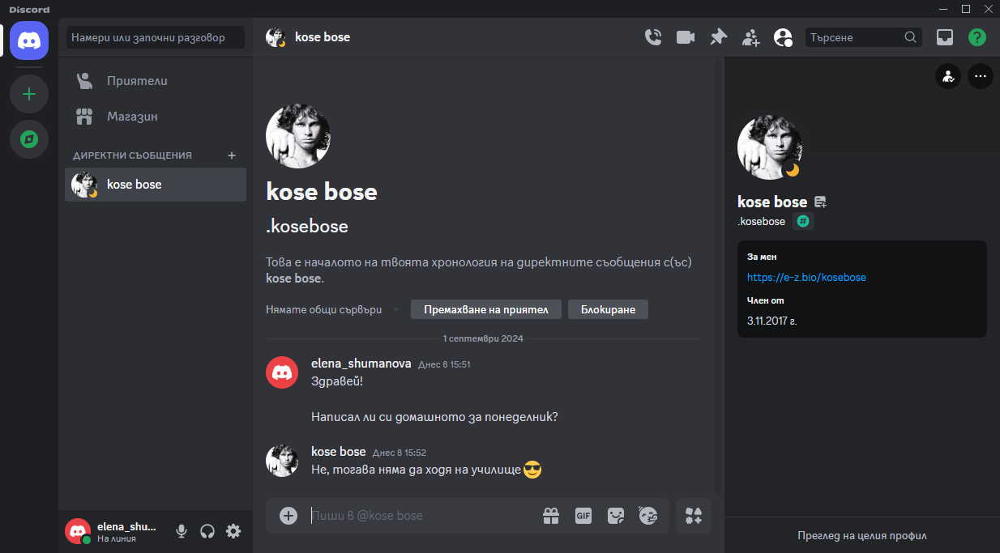 Discord
Намери или започни разговор
Приятели
Магазин
ДИРЕКТНИ СЪОБЩЕНИЯ
kose bose
elena_shu...
На линия
kose bose
Търсене
kose bose
.kosebose
Това е началото на твоята хронология на директните съобщения с(ъс)
kose bose.
Нямате общи сървъри
Премахване на приятел
Блокиране
1 септември 2024
elena_shumanova Днес в 15:51
Здравей!
Написал ли си домашното за понеделник?
kose bose Днес в 15:52
Не, тогава няма да ходя на училище😎
Пиши в @kose bose
GIF
kose bose
.kosebose
#
За мен
https://e-z.bio/kosebose
Член от
3.11.2017 г.
Преглед на целия профил